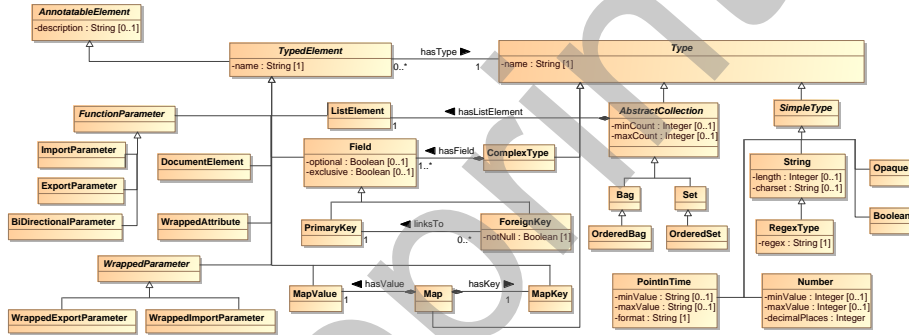 AnnotatableElement
-description : String [0..1]
TypedElement
-name : String [1]
hasType
0..*
1
Type
-name : String [1]
FunctionParameter
ListElement
1
hasListElement
AbstractCollection
-minCount : Integer [0..1]
-maxCount : Integer [0..1]
SimpleType
ImportParameter
DocumentElement
Field
-optional : Boolean [0..1]
-exclusive : Boolean [0..1]
hasField
1..*
ComplexType
String
-length : Integer [0..1]
-charset : String [0..1]
Opaque
ExportParameter
Bag
Set
BiDirectionalParameter
WrappedAttribute
PrimaryKey
1
linksTo
0..*
ForeignKey
-notNull : Boolean [1]
OrderedBag
OrderedSet
RegexType
-regex : String [1]
Boolean
WrappedParameter
MapValue
1
hasValue
Map
hasKey
1
MapKey
PointInTime
-minValue : String [0..1]
-maxValue : String [0..1]
-format : String [1]
Number
-minValue : Integer [0..1]
-maxValue : Integer [0..1]
-decimalPlaces : Integer
WrappedExportParameter
WrappedImportParameter